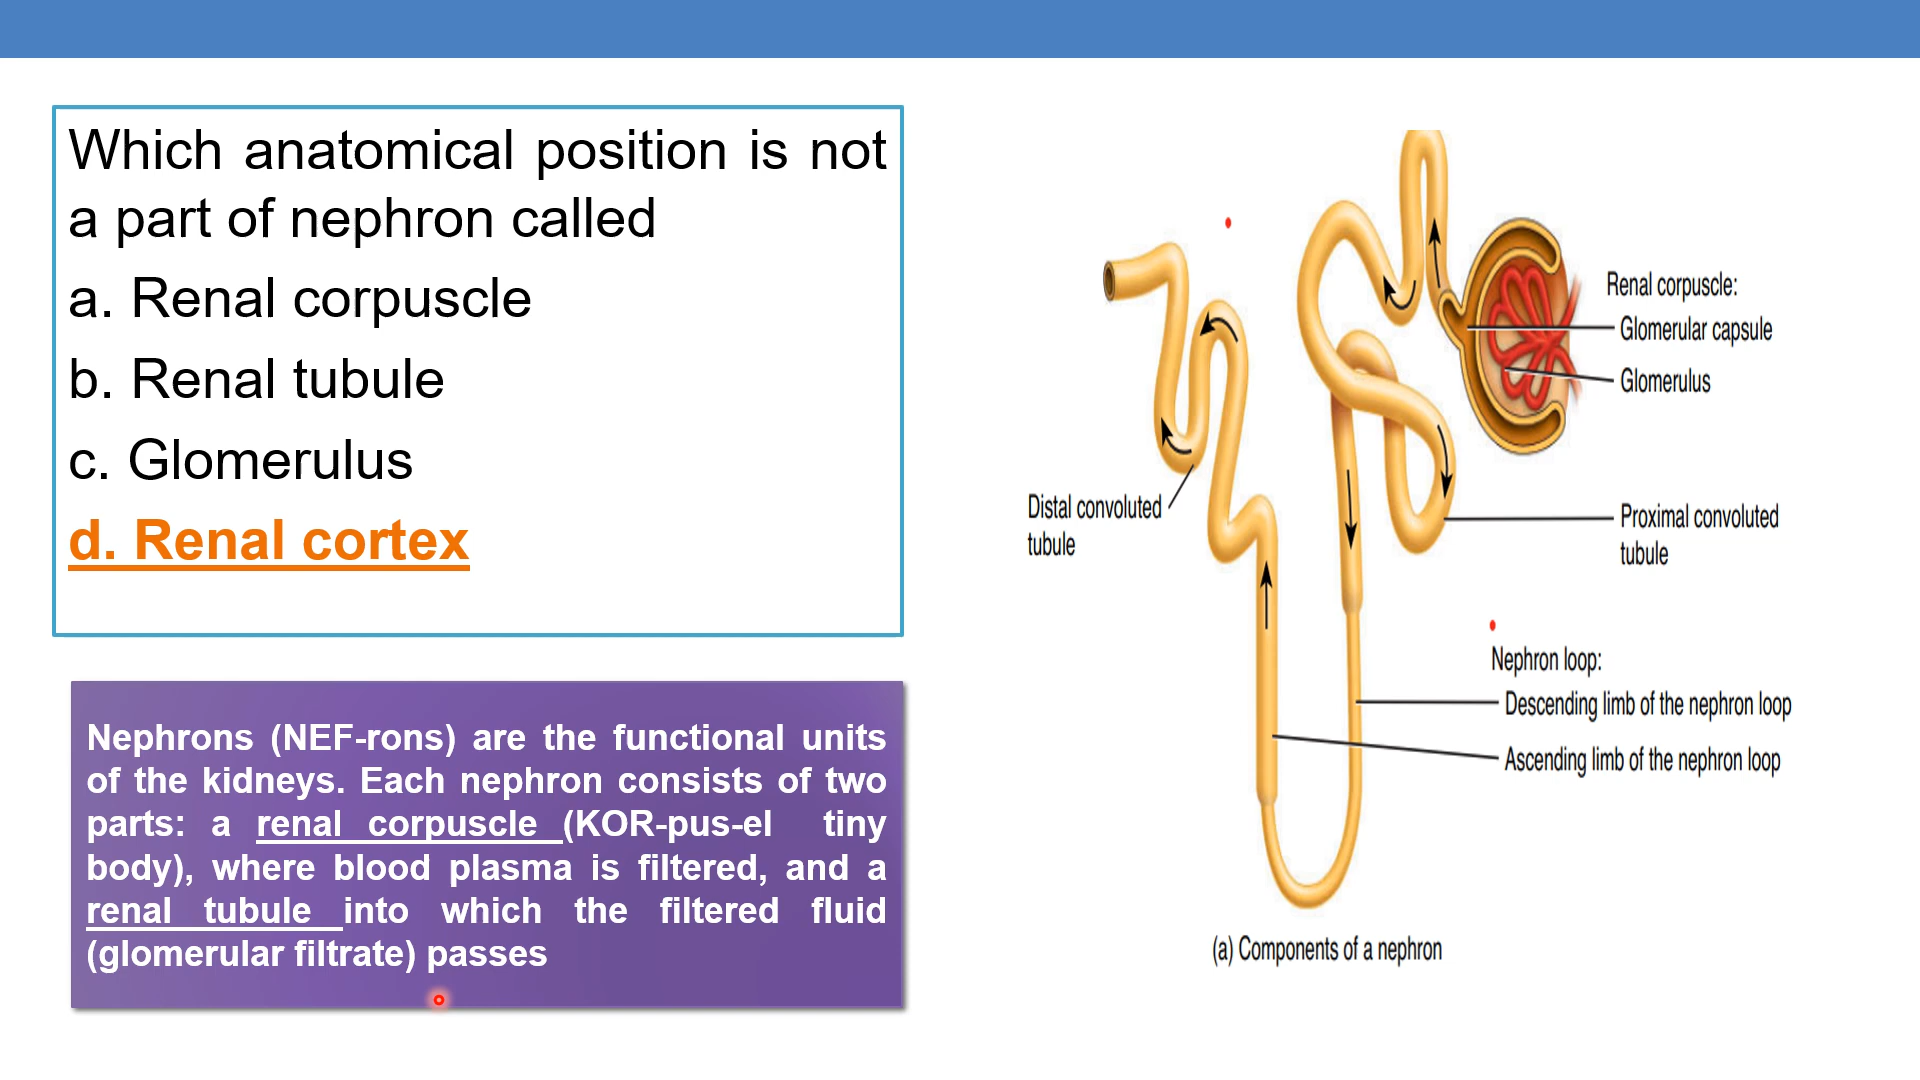 Which anatomical position is not
a part of nephron called
a. Renal corpuscle
b. Renal tubule
c. Glomerulus
d. Renal cortex
Nephrons (NEF-rons) are the functional units
of the kidneys. Each nephron consists of two
parts: a renal corpuscle (KOR-pus-el tiny
body), where blood plasma is filtered, and a
renal tubule into which the filtered fluid
(glomerular filtrate) passes
Renal corpuscle:
Glomerular capsule
Glomerulus
Distal convoluted
tubule
Proximal convoluted
tubule
Nephron loop:
Descending limb of the nephron loop
Ascending limb of the nephron loop
(a) Components of a nephron